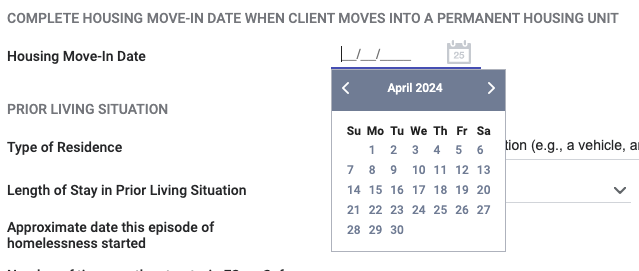 COMPLETE HOUSING MOVE-IN DATE WHEN CLIENT MOVES INTO A PERMANENT HOUSING UNIT
Housing Move-In Date
__/__/____
25
April 2024
Su Mo Tu We Th Fr Sa
1 2 3 4 5 6
7 8 9 10 11 12 13
14 15 16 17 18 19 20
21 22 23 24 25 26 27
28 29 30
PRIOR LIVING SITUATION
Type of Residence
tion (e.g., a vehicle, a
Length of Stay in Prior Living Situation
Approximate date this episode of
homelessness started